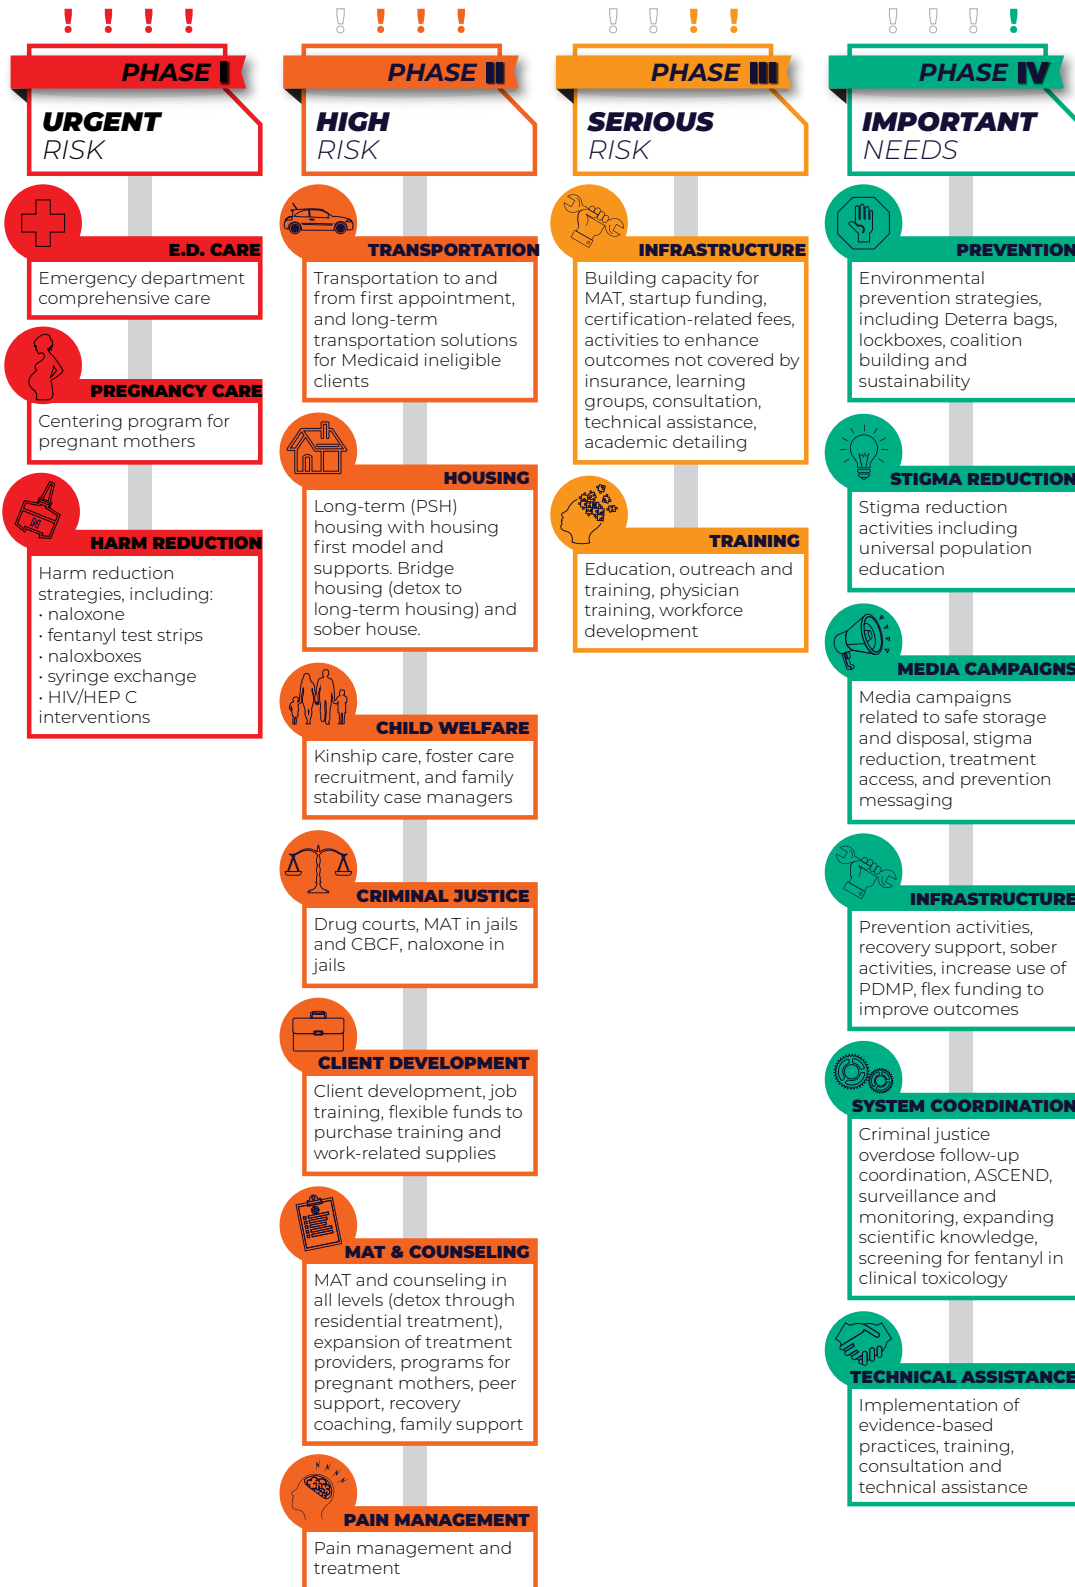 PHASE I
URGENT
RISK
E.D. CARE
Emergency department
comprehensive care
PREGNANCY CARE
Centering program for
pregnant mothers
HARM REDUCTION
Harm reduction
strategies, including:
• naloxone
• fentanyl test strips
• naloxboxes
• syringe exchange
• HIV/HEP C
interventions
PHASE II
HIGH
RISK
TRANSPORTATION
Transportation to and
from first appointment,
and long-term
transportation solutions
for Medicaid ineligible
clients
HOUSING
Long-term (PSH)
housing with housing
first model and
supports. Bridge
housing (detox to
long-term housing) and
sober house.
CHILD WELFARE
Kinship care, foster care
recruitment, and family
stability case managers
CRIMINAL JUSTICE
Drug courts, MAT in jails
and CBCF, naloxone in
jails
CLIENT DEVELOPMENT
Client development, job
training, flexible funds to
purchase training and
work-related supplies
MAT & COUNSELING
MAT and counseling in
all levels (detox through
residential treatment),
expansion of treatment
providers, programs for
pregnant mothers, peer
support, recovery
coaching, family support
PAIN MANAGEMENT
Pain management and
treatment
PHASE III
SERIOUS
RISK
INFRASTRUCTURE
Building capacity for
MAT, startup funding,
certification-related fees,
activities to enhance
outcomes not covered by
insurance, learning
groups, consultation,
technical assistance,
academic detailing
TRAINING
Education, outreach and
training, physician
training, workforce
development
PHASE IV
IMPORTANT
NEEDS
PREVENTION
Environmental
prevention strategies,
including Deterra bags,
lockboxes, coalition
building and
sustainability
STIGMA REDUCTION
Stigma reduction
activities including
universal population
education
MEDIA CAMPAIGNS
Media campaigns
related to safe storage
and disposal, stigma
reduction, treatment
access, and prevention
messaging
INFRASTRUCTURE
Prevention activities,
recovery support, sober
activities, increase use of
PDMP, flex funding to
improve outcomes
SYSTEM COORDINATION
Criminal justice
overdose follow-up
coordination, ASCEND,
surveillance and
monitoring, expanding
scientific knowledge,
screening for fentanyl in
clinical toxicology
TECHNICAL ASSISTANCE
Implementation of
evidence-based
practices, training,
consultation and
technical assistance